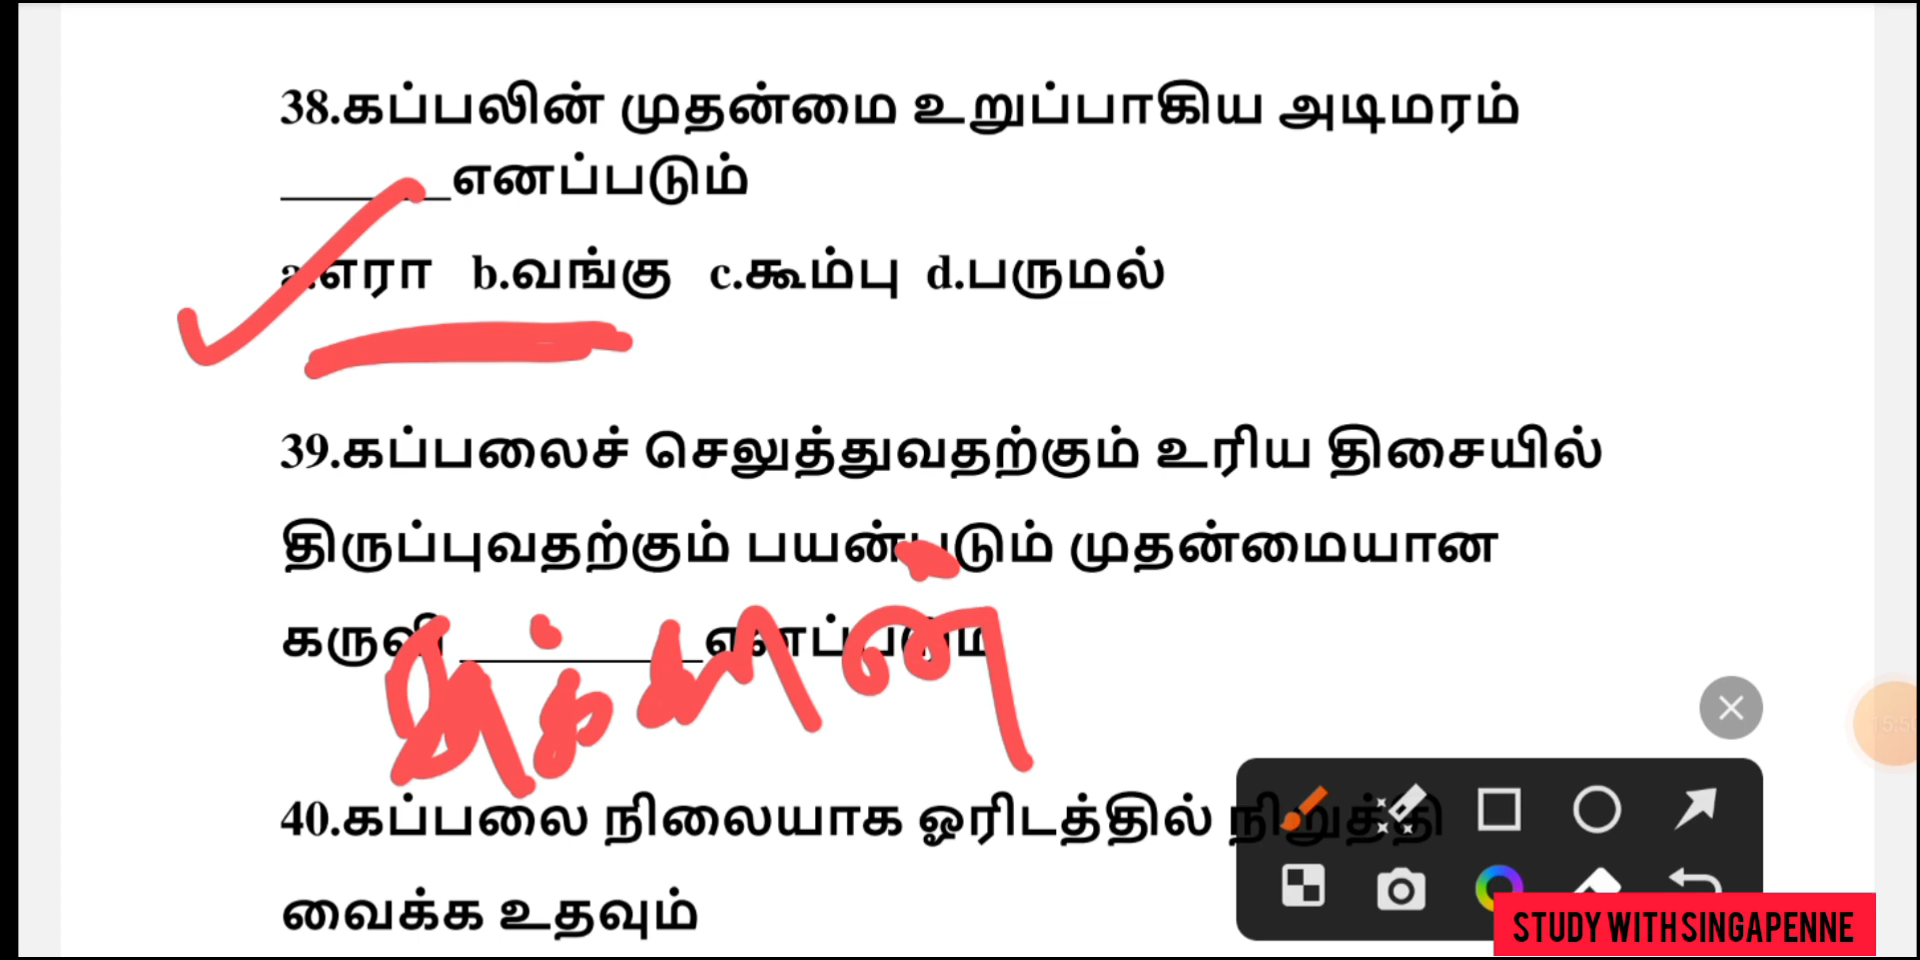 38.கப்பலின் முதன்மை உறுப்பாகிய அடிமரம்
________எனப்படும்
a.எரா b.வங்கு c.கூம்பு d.பருமல்
39.கப்பலைச் செலுத்துவதற்கும் உரிய திசையில்
திருப்புவதற்கும் பயன்படும் முதன்மையான
கருவி ___________எனப்படும்
சுக்கான்
40.கப்பலை நிலையாக ஓரிடத்தில் நிறுத்தி
வைக்க உதவும்
STUDY WITH SINGAPENNE